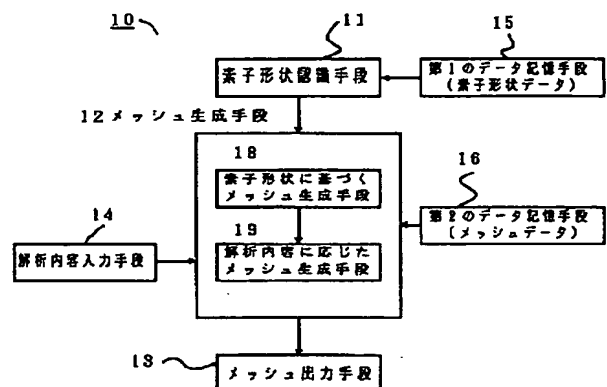 10
11
15
素子形状認識手段
第1のデータ記憶手段
(素子形状データ)
12メッシュ生成手段
18
16
素子形状に基づく
メッシュ生成手段
14
19
第2のデータ記憶手段
(メッシュデータ)
解析内容入力手段
解析内容に応じた
メッシュ生成手段
13
メッシュ出力手段